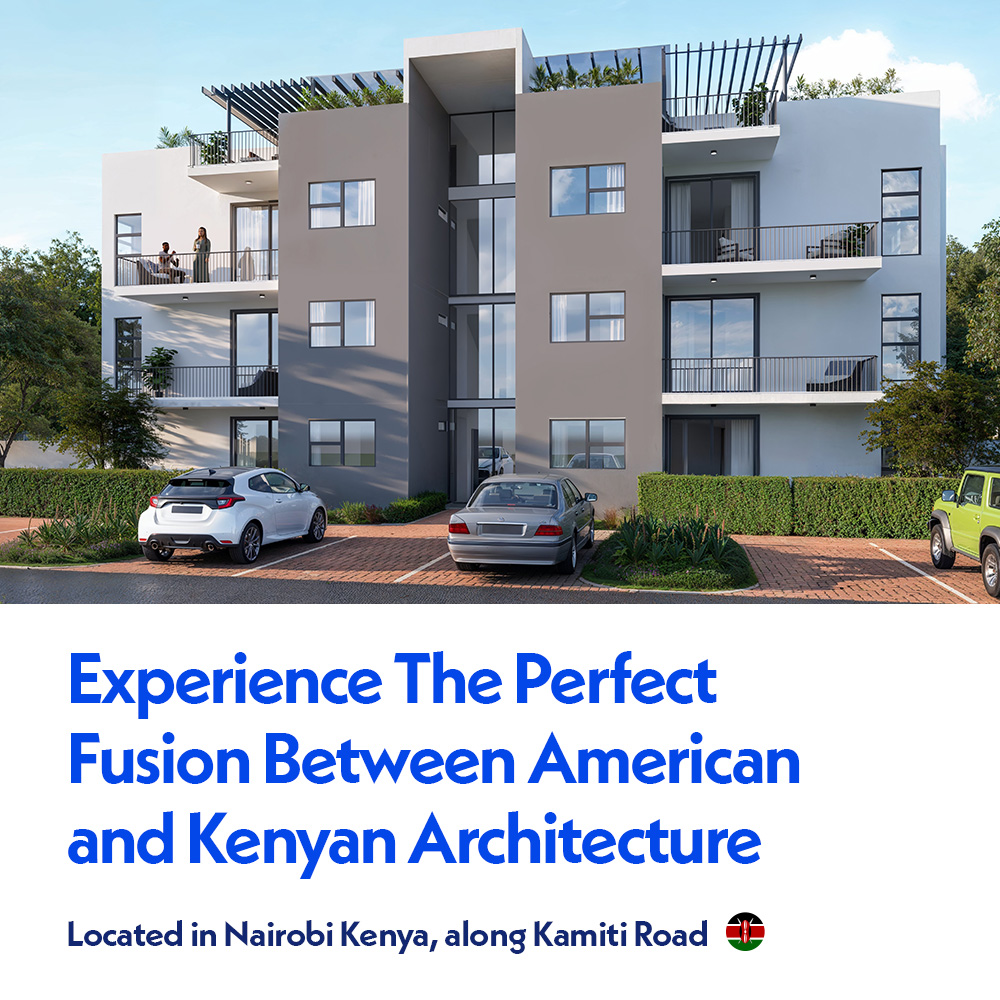 Experience The Perfect
Fusion Between American
and Kenyan Architecture
Located in Nairobi Kenya, along Kamiti Road